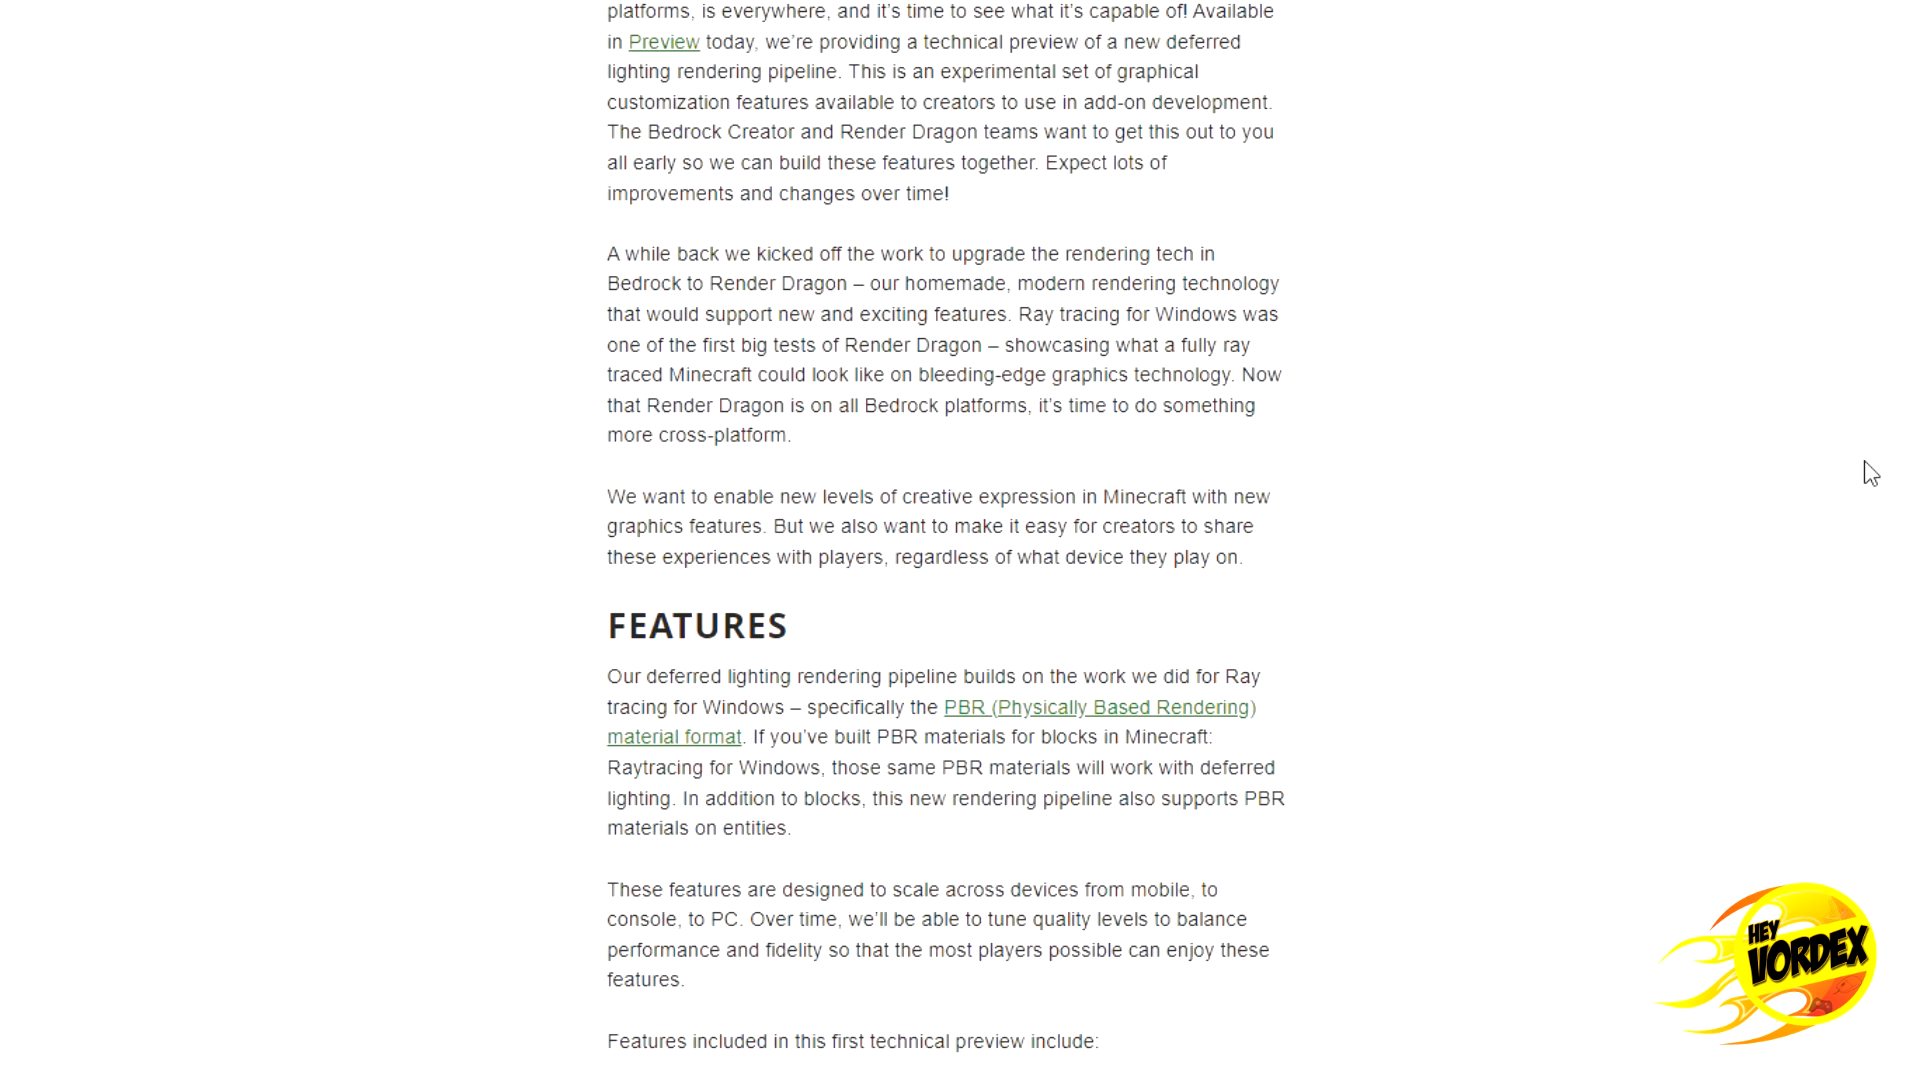 platforms, is everywhere, and it’s time to see what it’s capable of! Available
in Preview today, we’re providing a technical preview of a new deferred
lighting rendering pipeline. This is an experimental set of graphical
customization features available to creators to use in add-on development.
The Bedrock Creator and Render Dragon teams want to get this out to you
all early so we can build these features together. Expect lots of
improvements and changes over time!
A while back we kicked off the work to upgrade the rendering tech in
Bedrock to Render Dragon – our homemade, modern rendering technology
that would support new and exciting features. Ray tracing for Windows was
one of the first big tests of Render Dragon – showcasing what a fully ray
traced Minecraft could look like on bleeding-edge graphics technology. Now
that Render Dragon is on all Bedrock platforms, it’s time to do something
more cross-platform.
We want to enable new levels of creative expression in Minecraft with new
graphics features. But we also want to make it easy for creators to share
these experiences with players, regardless of what device they play on.
FEATURES
Our deferred lighting rendering pipeline builds on the work we did for Ray
tracing for Windows – specifically the PBR (Physically Based Rendering)
material format. If you’ve built PBR materials for blocks in Minecraft:
Raytracing for Windows, those same PBR materials will work with deferred
lighting. In addition to blocks, this new rendering pipeline also supports PBR
materials on entities.
These features are designed to scale across devices from mobile, to
console, to PC. Over time, we’ll be able to tune quality levels to balance
performance and fidelity so that the most players possible can enjoy these
features.
Features included in this first technical preview include:
HEY
VORDEX